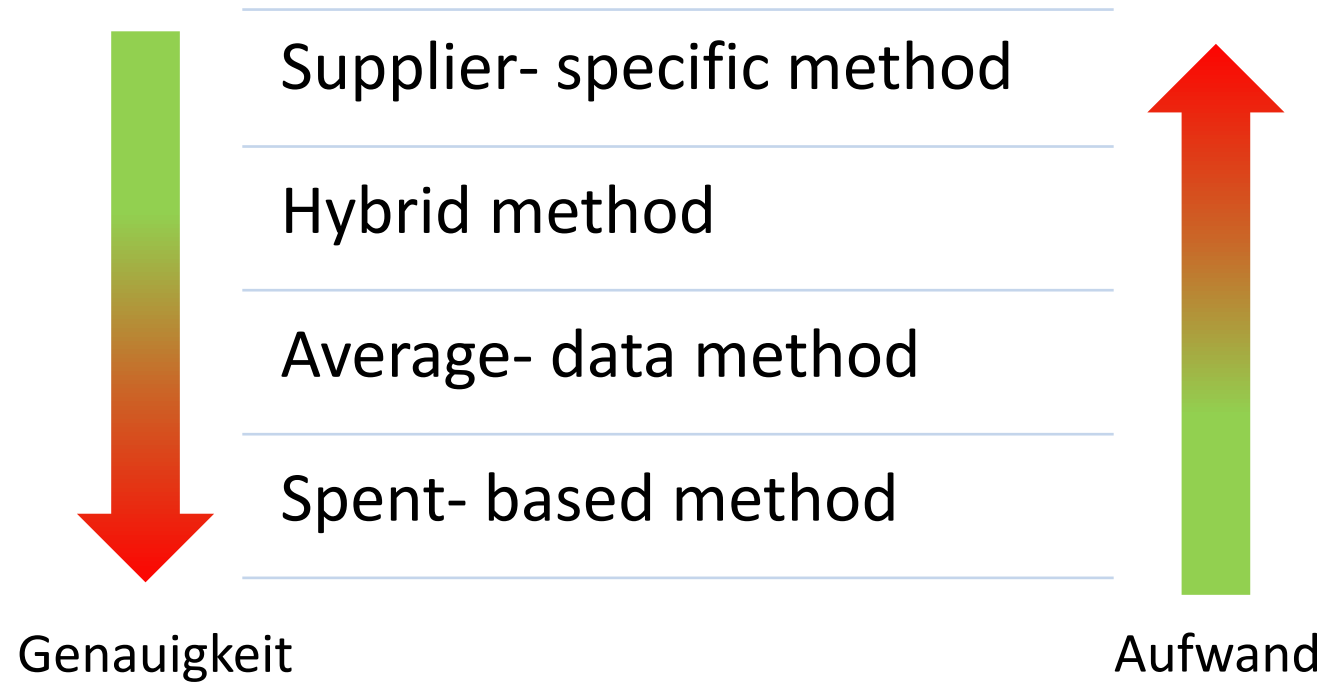 Supplier- specific method
Hybrid method
Average- data method
Spent- based method
Genauigkeit
Aufwand